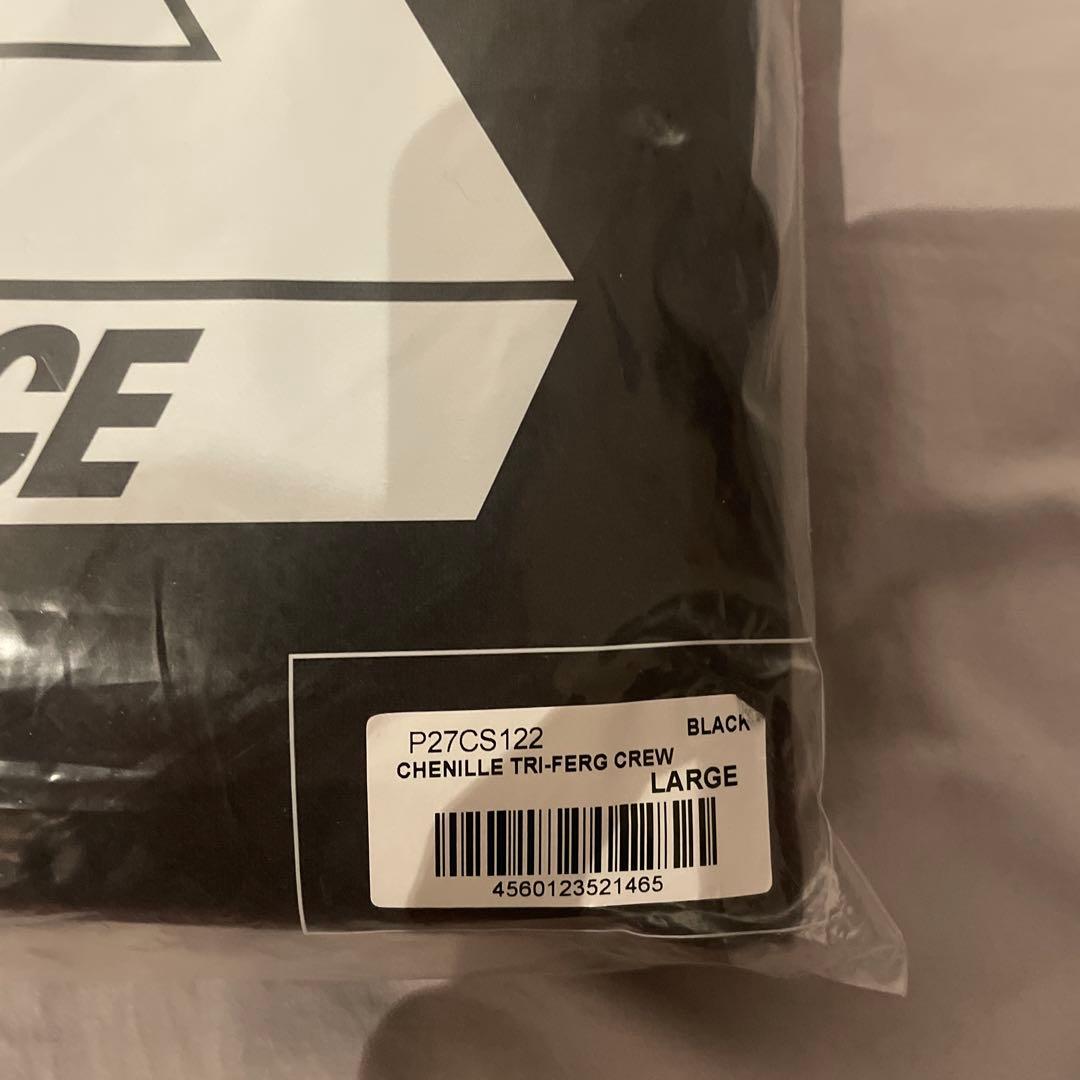 CE
P27CS122
BLACK
CHENILLE TRI-FERG CREW
LARGE
4560123521465